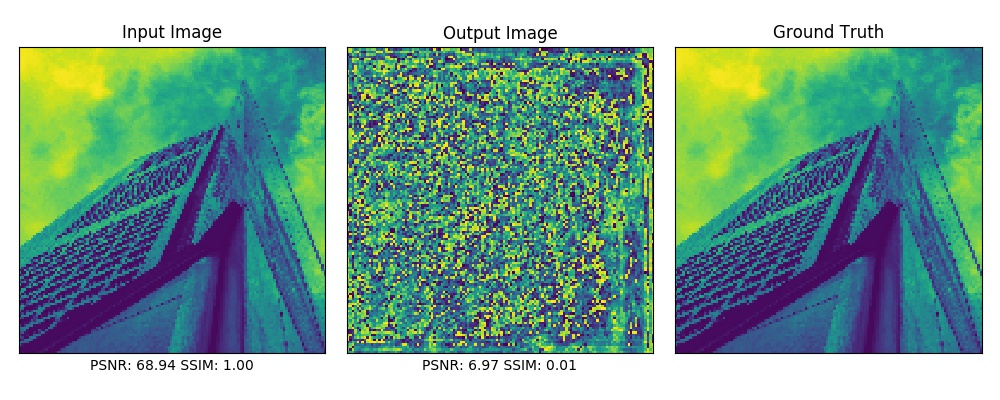 Input Image
Output Image
Ground Truth
PSNR: 68.94 SSIM: 1.00
PSNR: 6.97 SSIM: 0.01